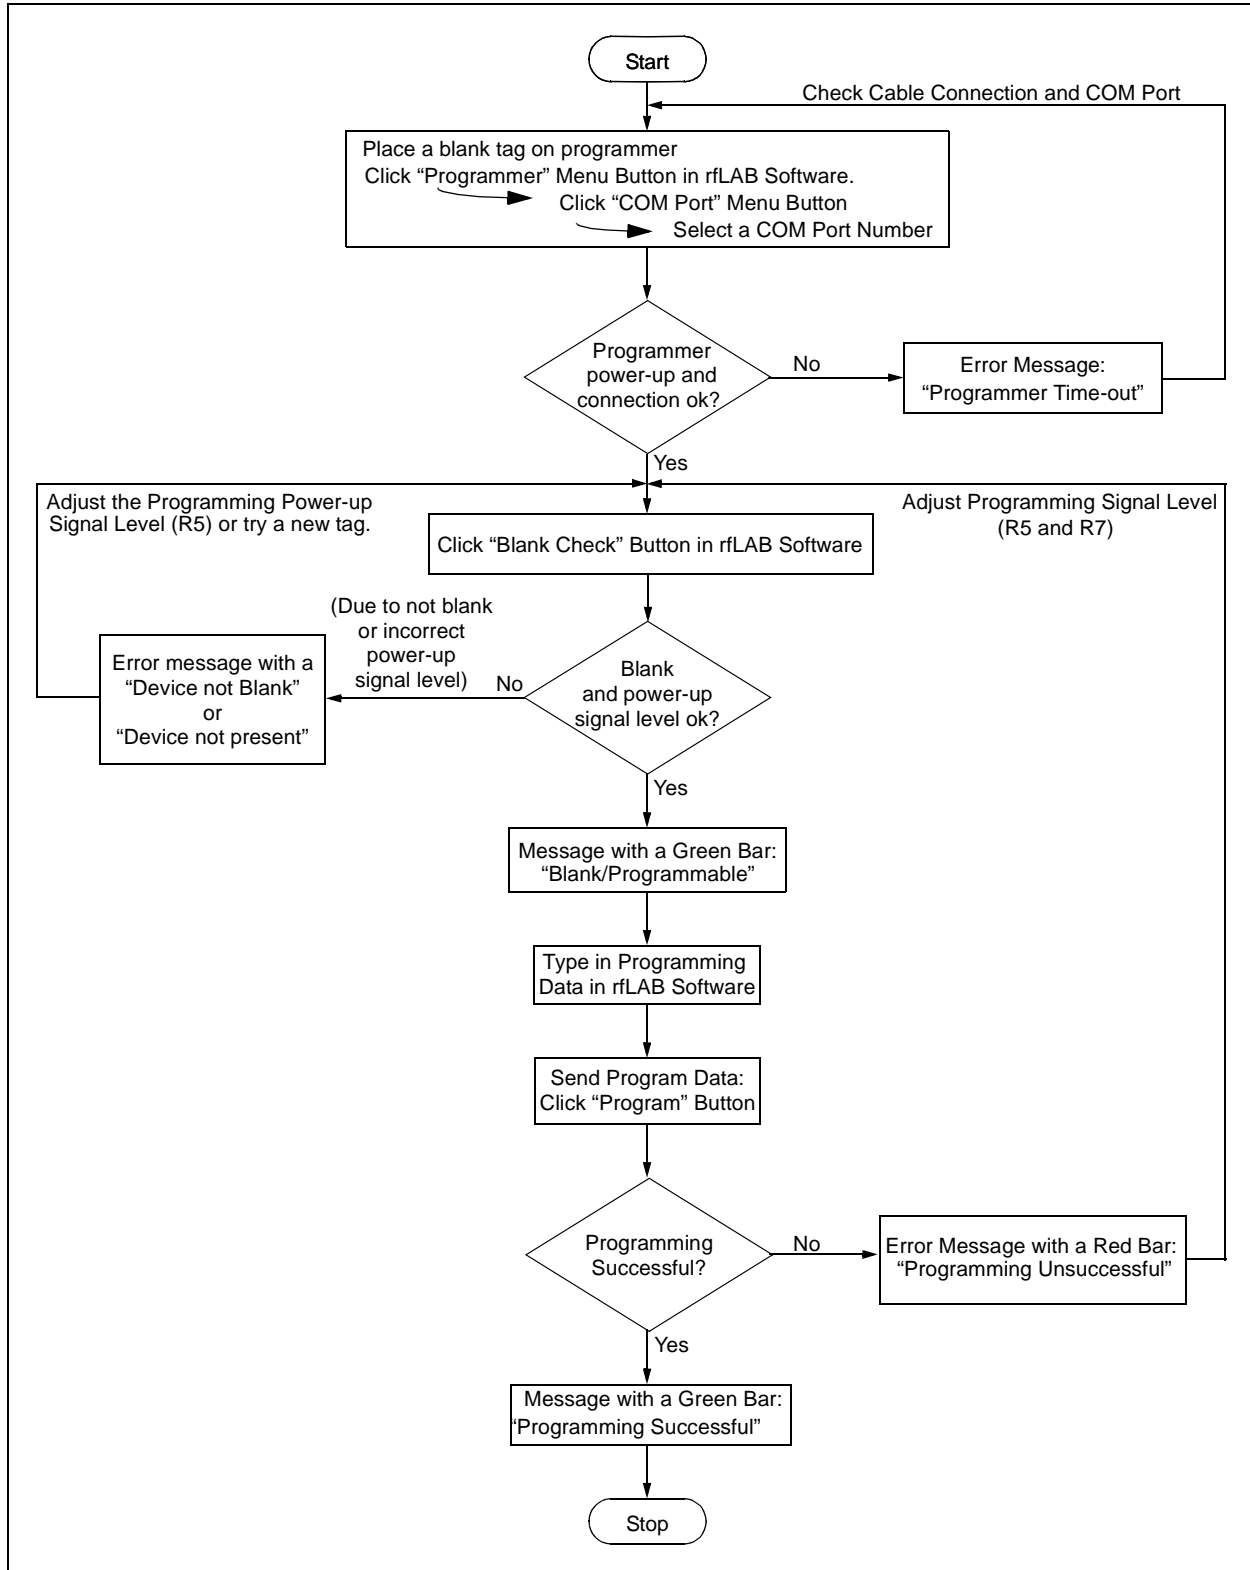 Start
Check Cable Connection and COM Port
Place a blank tag on programmer
Click “Programmer” Menu Button in rfLAB Software.
Click “COM Port” Menu Button
Select a COM Port Number
Programmer
power-up and
connection ok?
No
Error Message:
“Programmer Time-out”
Yes
Adjust the Programming Power-up
Signal Level (R5) or try a new tag.
Adjust Programming Signal Level
(R5 and R7)
Click “Blank Check” Button in rfLAB Software
(Due to not blank
or incorrect
power-up
signal level)
No
Error message with a
“Device not Blank”
or
“Device not present”
Blank
and power-up
signal level ok?
Yes
Message with a Green Bar:
“Blank/Programmable”
Type in Programming
Data in rfLAB Software
Send Program Data:
Click “Program” Button
Programming
Successful?
No
Error Message with a Red Bar:
“Programming Unsuccessful”
Yes
Message with a Green Bar:
“Programming Successful”
Stop